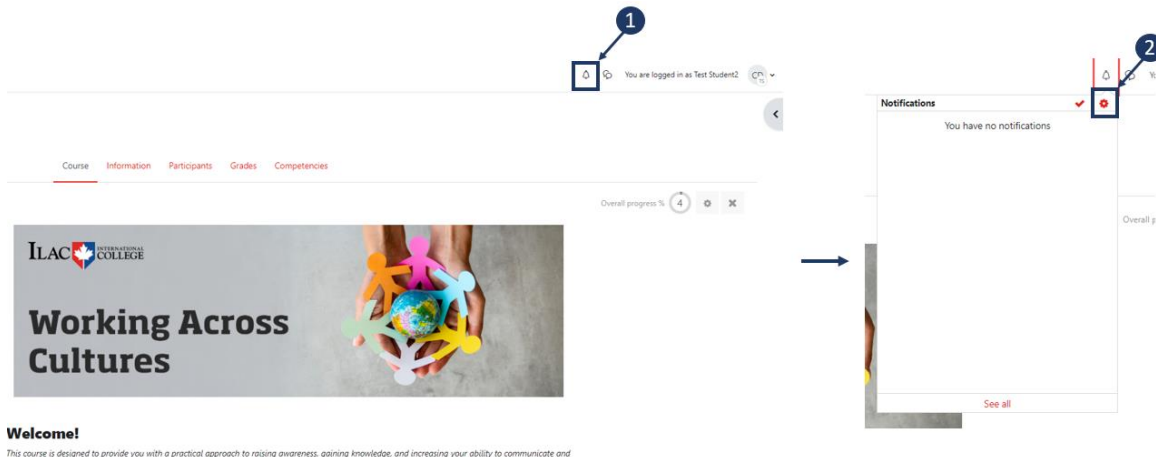 1
You are logged in as Test Student2
Course Information Participants Grades Competencies
Overall progress % 4
ILAC INTERNATIONAL COLLEGE
Working Across
Cultures
Welcome!
This course is designed to provide you with a practical approach to raising awareness, gaining knowledge, and increasing your ability to communicate and
2
Notifications
You have no notifications
Overall p
See all